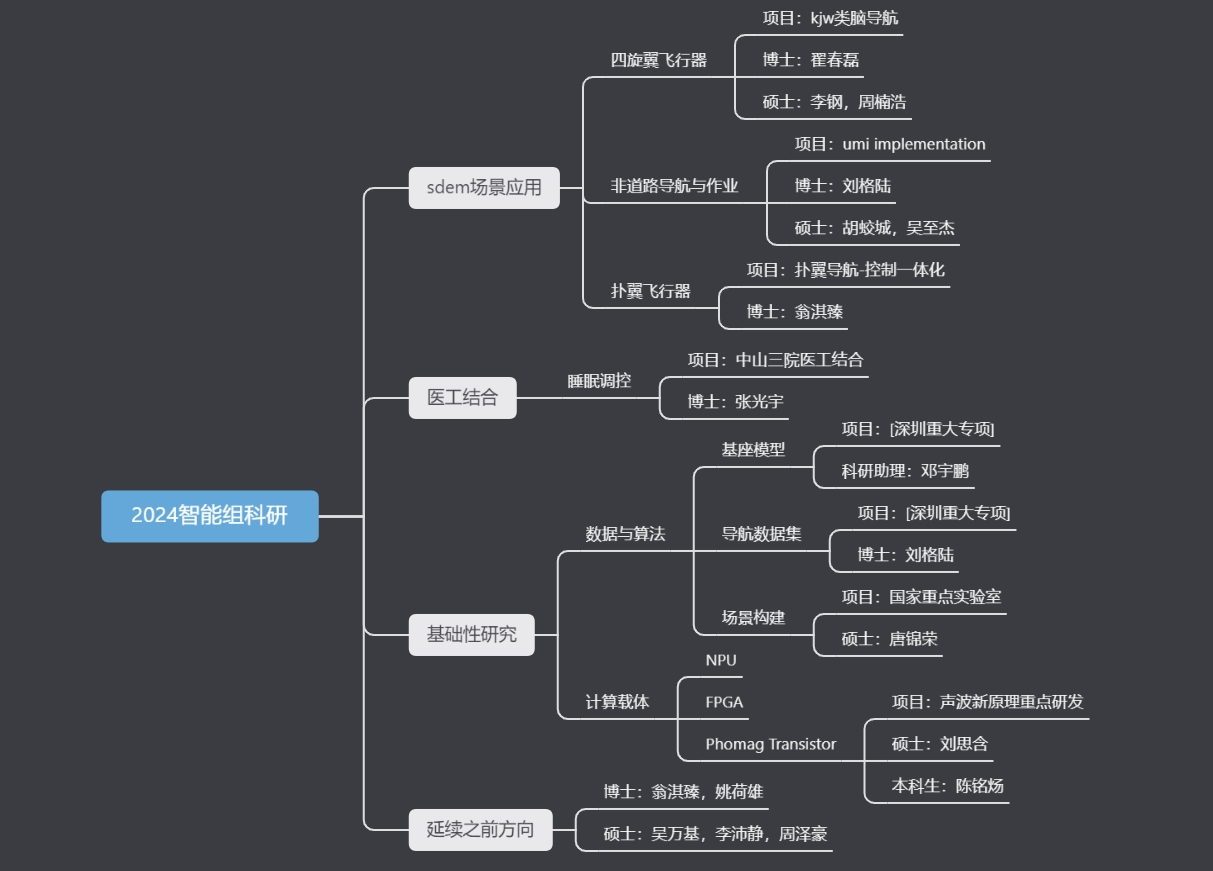 2024智能组科研
sdem场景应用
四旋翼飞行器
项目：kjw类脑导航
博士：翟春磊
硕士：李钢，周楠浩
非道路导航与作业
项目：umi implementation
博士：刘格陆
硕士：胡蛟城，吴至杰
扑翼飞行器
项目：扑翼导航-控制一体化
博士：翁淇臻
医工结合
睡眠调控
项目：中山三院医工结合
博士：张光宇
基础性研究
数据与算法
基座模型
项目：[深圳重大专项]
科研助理：邓宇鹏
导航数据集
项目：[深圳重大专项]
博士：刘格陆
场景构建
项目：国家重点实验室
硕士：唐锦荣
计算载体
NPU
FPGA
Phomag Transistor
项目：声波新原理重点研发
硕士：刘思含
本科生：陈铭炀
延续之前方向
博士：翁淇臻，姚荷雄
硕士：吴万基，李沛静，周泽豪